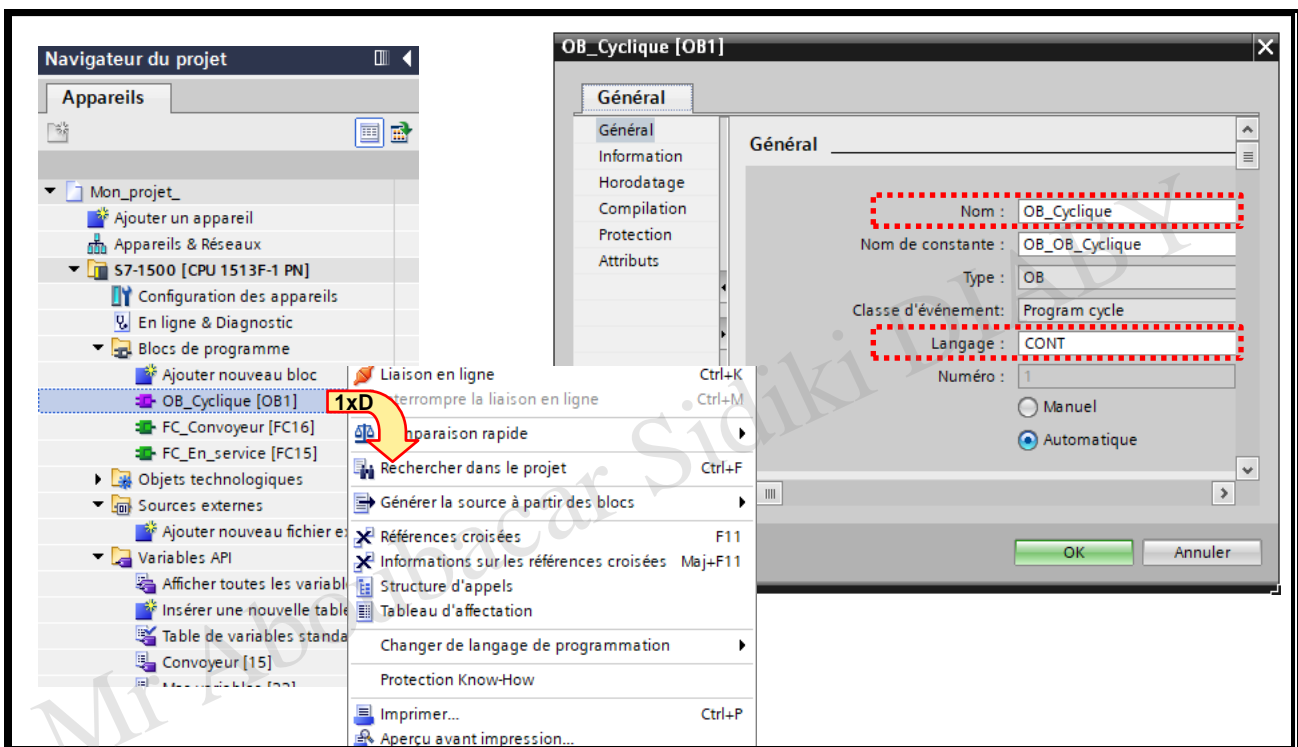 Navigateur du projet
Appareils
Mon_projet_
Ajouter un appareil
Appareils & Réseaux
S7-1500 [CPU 1513F-1 PN]
Configuration des appareils
En ligne & Diagnostic
Blocs de programme
Ajouter nouveau bloc
OB_Cyclique [OB1]
FC_Convoyeur [FC16]
FC_En_service [FC15]
Objets technologiques
Sources externes
Ajouter nouveau fichier
Variables API
Afficher toutes les variabl
Insérer une nouvelle table
Table de variables standa
Convoyeur [15]
1xD
Liaison en ligne Ctrl+K
terrompre la liaison en ligne Ctrl+M
mparaison rapide
Rechercher dans le projet Ctrl+F
Générer la source à partir des blocs
Références croisées F11
Informations sur les références croisées Maj+F11
Structure d'appels
Tableau d'affectation
Changer de langage de programmation
Protection Know-How
Imprimer... Ctrl+P
Aperçu avant impression...
OB_Cyclique [OB1]
Général
Général
Information
Horodatage
Compilation
Protection
Attributs
Général
Nom : OB_Cyclique
Nom de constante : OB_OB_Cyclique
Type : OB
Classe d'événement: Program cycle
Langage : CONT
Numéro : 1
Manuel
Automatique
OK Annuler
Mr Aboubacar Sidiki DIABY